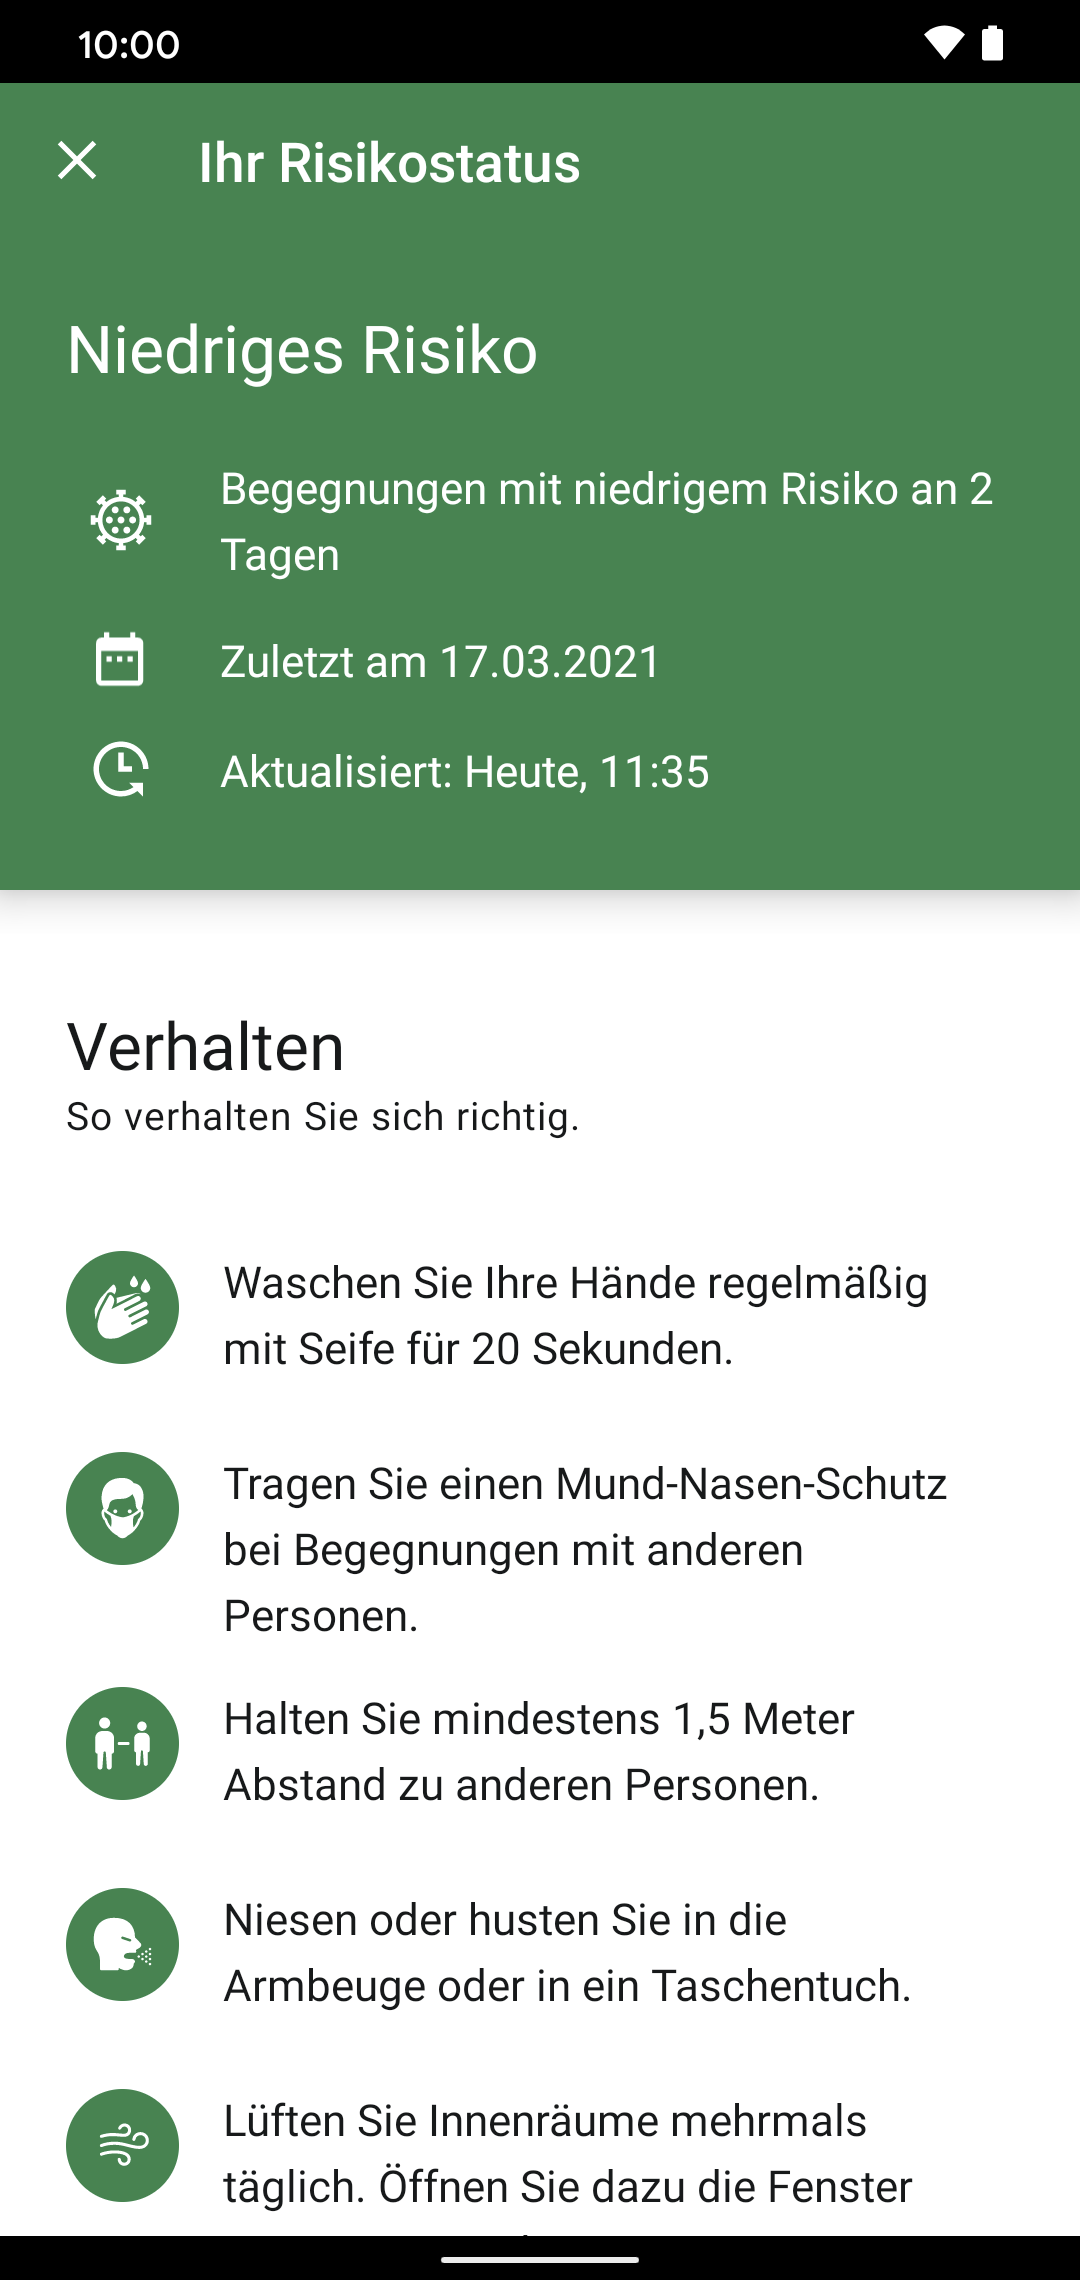 10:00
Ihr Risikostatus
Niedriges Risiko
Begegnungen mit niedrigem Risiko an 2
Tagen
Zuletzt am 17.03.2021
Aktualisiert: Heute, 11:35
Verhalten
So verhalten Sie sich richtig.
Waschen Sie Ihre Hände regelmäßig
mit Seife für 20 Sekunden.
Tragen Sie einen Mund-Nasen-Schutz
bei Begegnungen mit anderen
Personen.
Halten Sie mindestens 1,5 Meter
Abstand zu anderen Personen.
Niesen oder husten Sie in die
Armbeuge oder in ein Taschentuch.
Lüften Sie Innenräume mehrmals
täglich. Öffnen Sie dazu die Fenster